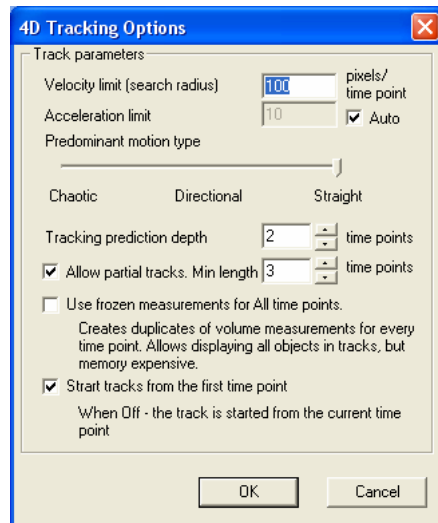 4D Tracking Options
Track parameters
Velocity limit (search radius) 100 pixels/
time point
Acceleration limit 10 Auto
Predominant motion type
Chaotic Directional Straight
Tracking prediction depth 2 time points
Allow partial tracks. Min length 3 time points
Use frozen measurements for All time points.
Creates duplicates of volume measurements for every
time point. Allows displaying all objects in tracks, but
memory expensive.
Strart tracks from the first time point
When Off - the track is started from the current time
point
OK Cancel